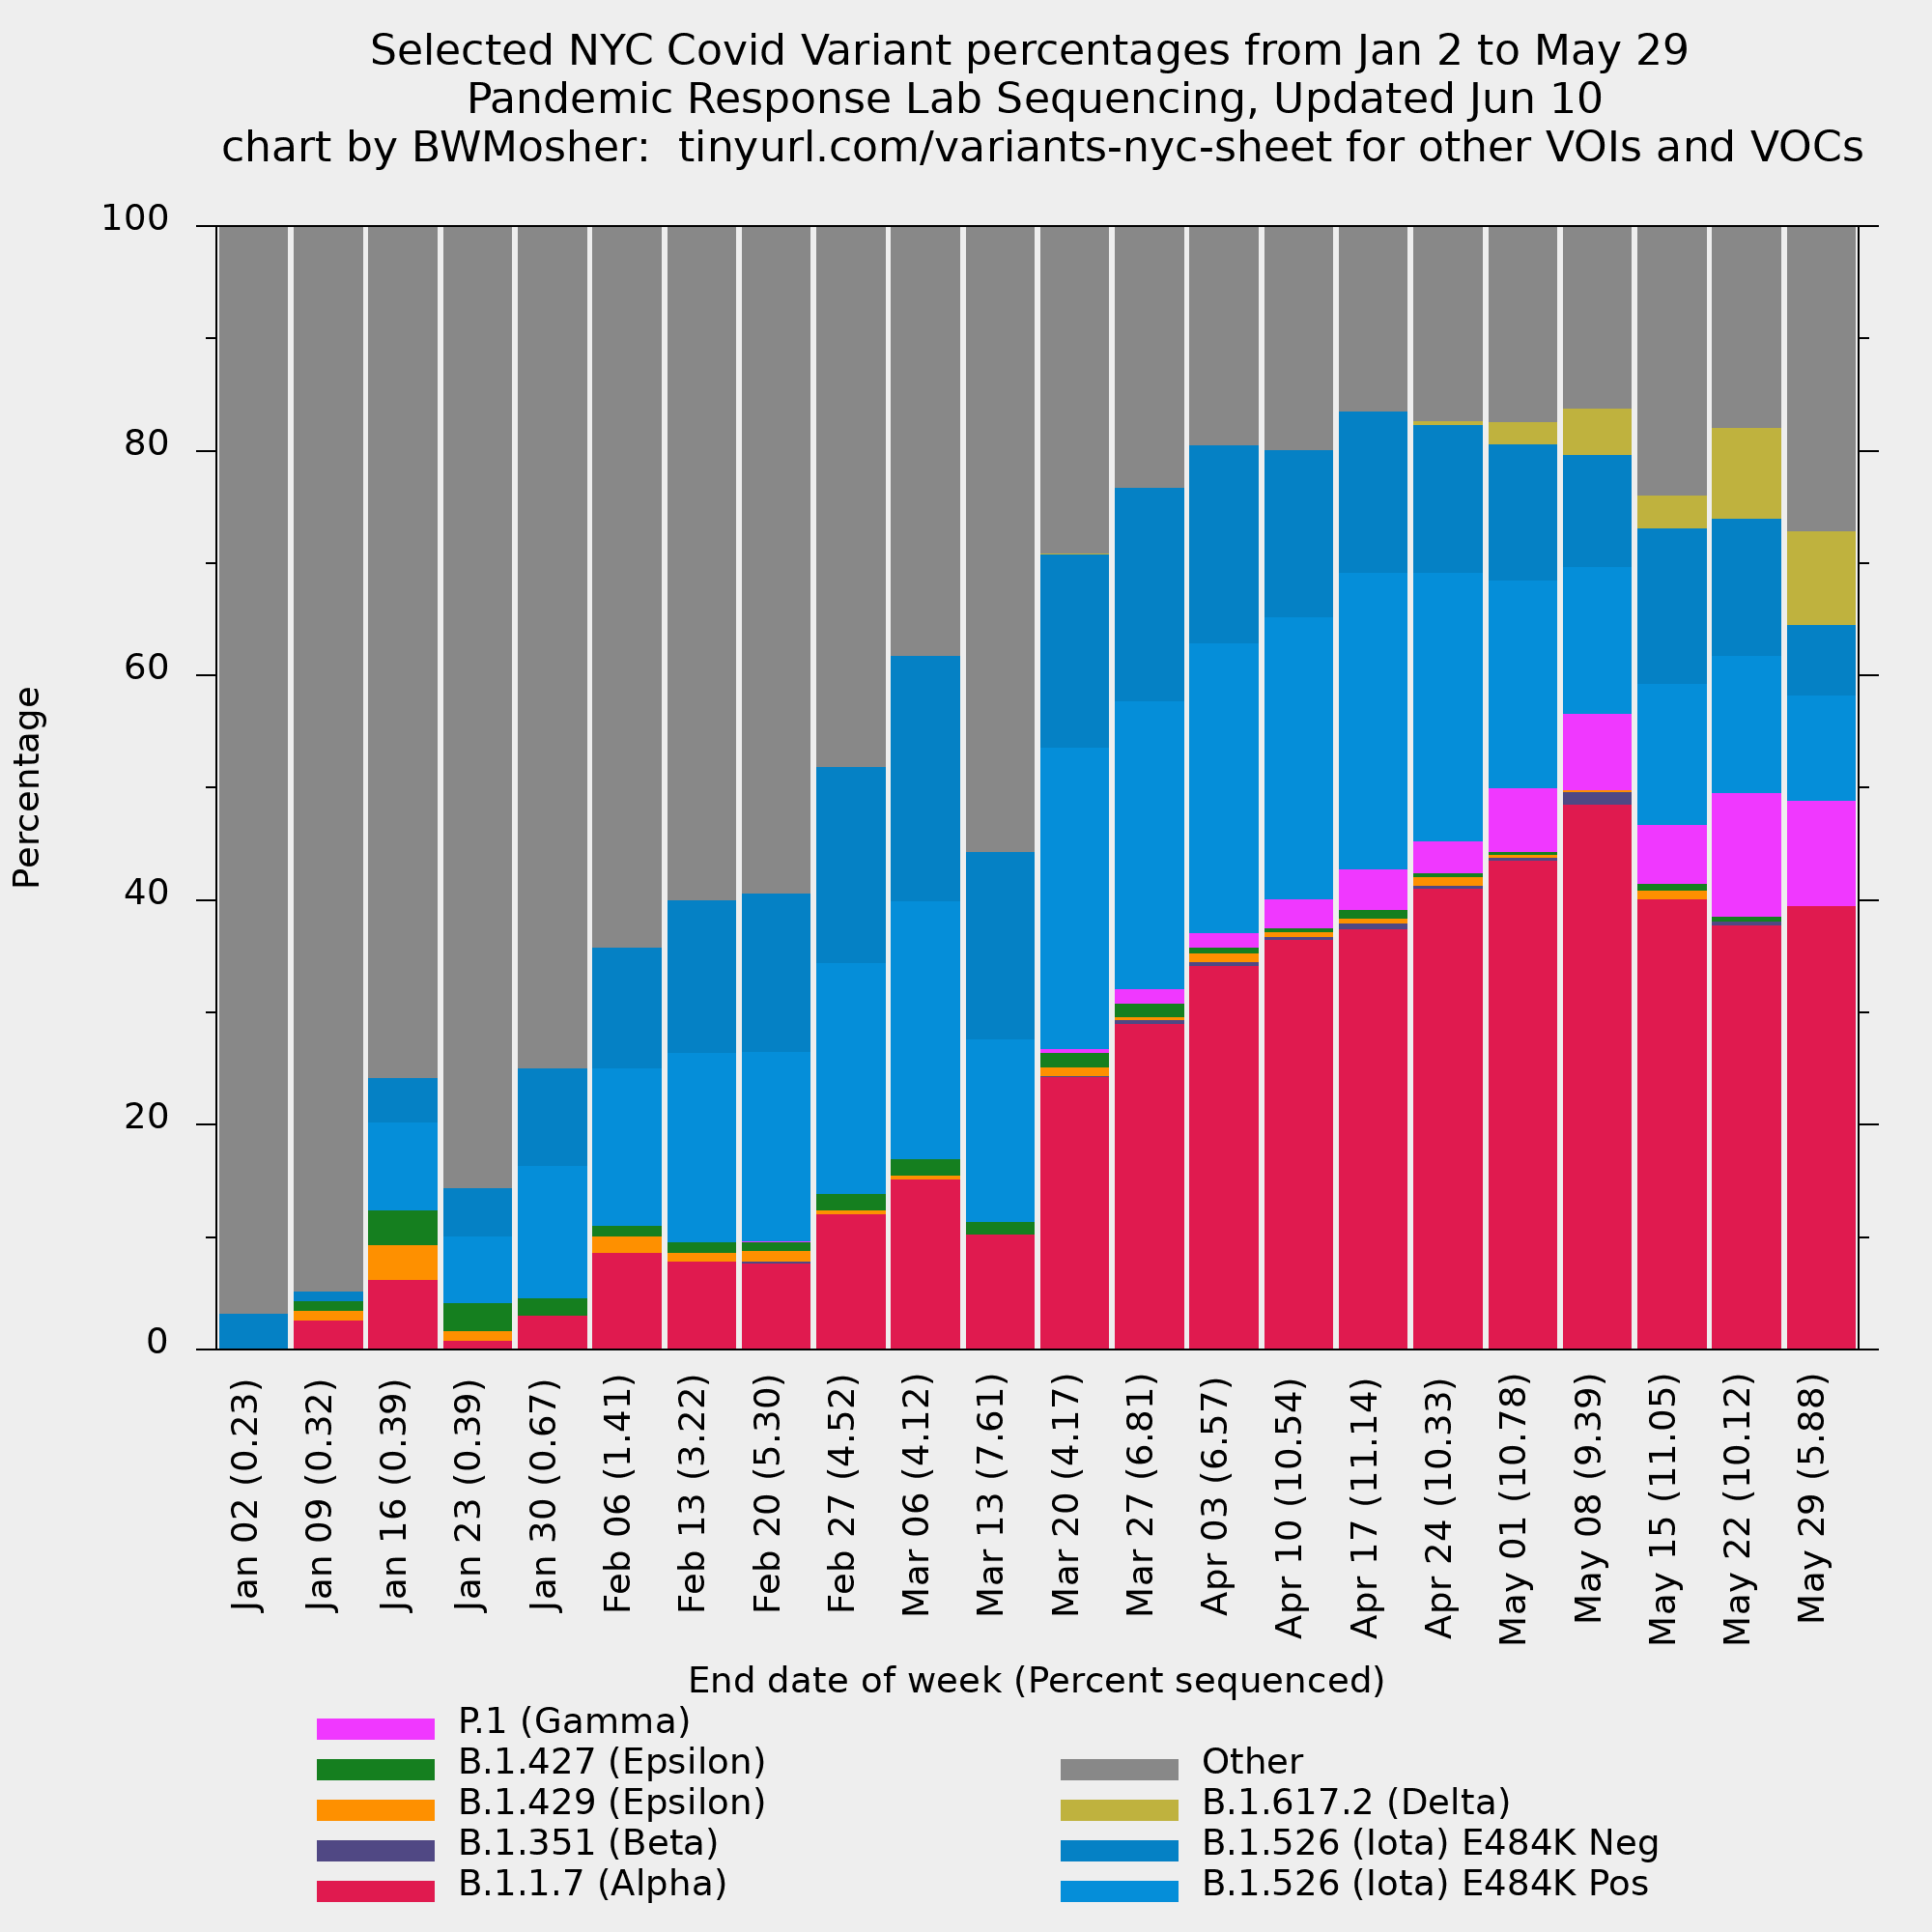 Selected NYC Covid Variant percentages from Jan 2 to May 29
Pandemic Response Lab Sequencing, Updated Jun 10
chart by BWMosher:  tinyurl.com/variants-nyc-sheet for other VOIs and VOCs
100
80
60
40
20
0
Percentage
Jan 02 (0.23)
Jan 09 (0.32)
Jan 16 (0.39)
Jan 23 (0.39)
Jan 30 (0.67)
Feb 06 (1.41)
Feb 13 (3.22)
Feb 20 (5.30)
Feb 27 (4.52)
Mar 06 (4.12)
Mar 13 (7.61)
Mar 20 (4.17)
Mar 27 (6.81)
Apr 03 (6.57)
Apr 10 (10.54)
Apr 17 (11.14)
Apr 24 (10.33)
May 01 (10.78)
May 08 (9.39)
May 15 (11.05)
May 22 (10.12)
May 29 (5.88)
End date of week (Percent sequenced)
P.1 (Gamma)
B.1.427 (Epsilon)
B.1.429 (Epsilon)
B.1.351 (Beta)
B.1.1.7 (Alpha)
Other
B.1.617.2 (Delta)
B.1.526 (Iota) E484K Neg
B.1.526 (Iota) E484K Pos